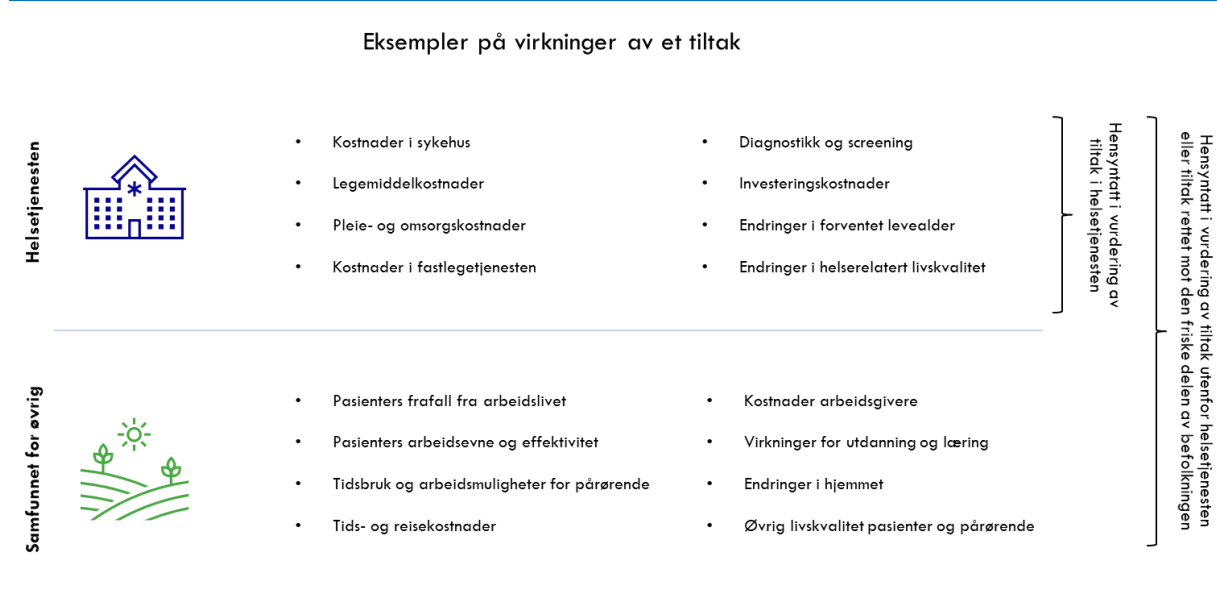 Eksempler på virkninger av et tiltak
Helsetjenesten
• Kostnader i sykehus
• Legemiddelkostnader
• Pleie- og omsorgskostnader
• Kostnader i fastlegetjenesten
• Diagnostikk og screening
• Investeringskostnader
• Endringer i forventet levealder
• Endringer i helserelatert livskvalitet
Hensyntatt i vurdering av
tiltak i helsetjenesten
Samfunnet for øvrig
• Pasienters frafall fra arbeidslivet
• Pasienters arbeidsevne og effektivitet
• Tidsbruk og arbeidsmuligheter for pårørende
• Tids- og reisekostnader
• Kostnader arbeidsgivere
• Virkninger for utdanning og læring
• Endringer i hjemmet
• Øvrig livskvalitet pasienter og pårørende
Hensyntatt i vurdering av tiltak utenfor helsetjenesten
eller tiltak rettet mot den friske delen av befolkningen